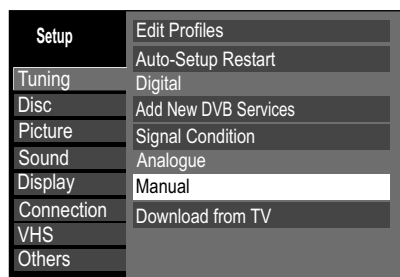 Setup
Tuning
Disc
Picture
Sound
Display
Connection
VHS
Others
Edit Profiles
Auto-Setup Restart
Digital
Add New DVB Services
Signal Condition
Analogue
Manual
Download from TV